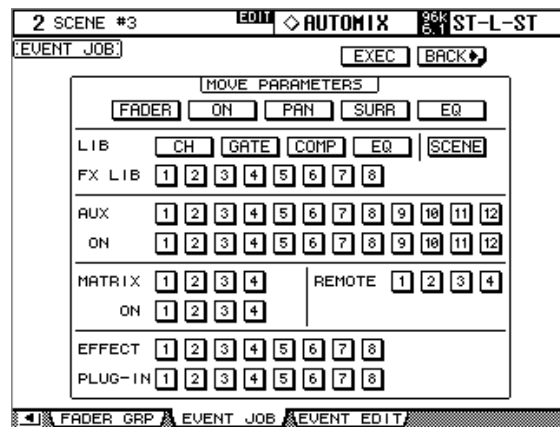 2 SCENE #3 EDIT ◇AUTOMIX 96k 6.1 ST-L-ST
EVENT JOB EXEC BACK
MOVE PARAMETERS
FADER ON PAN SURR EQ
LIB CH GATE COMP EQ SCENE
FX LIB 1 2 3 4 5 6 7 8
AUX 1 2 3 4 5 6 7 8 9 10 11 12
ON 1 2 3 4 5 6 7 8 9 10 11 12
MATRIX 1 2 3 4 REMOTE 1 2 3 4
ON 1 2 3 4
EFFECT 1 2 3 4 5 6 7 8
PLUG-IN 1 2 3 4 5 6 7 8
FADER GRP EVENT JOB EVENT EDIT